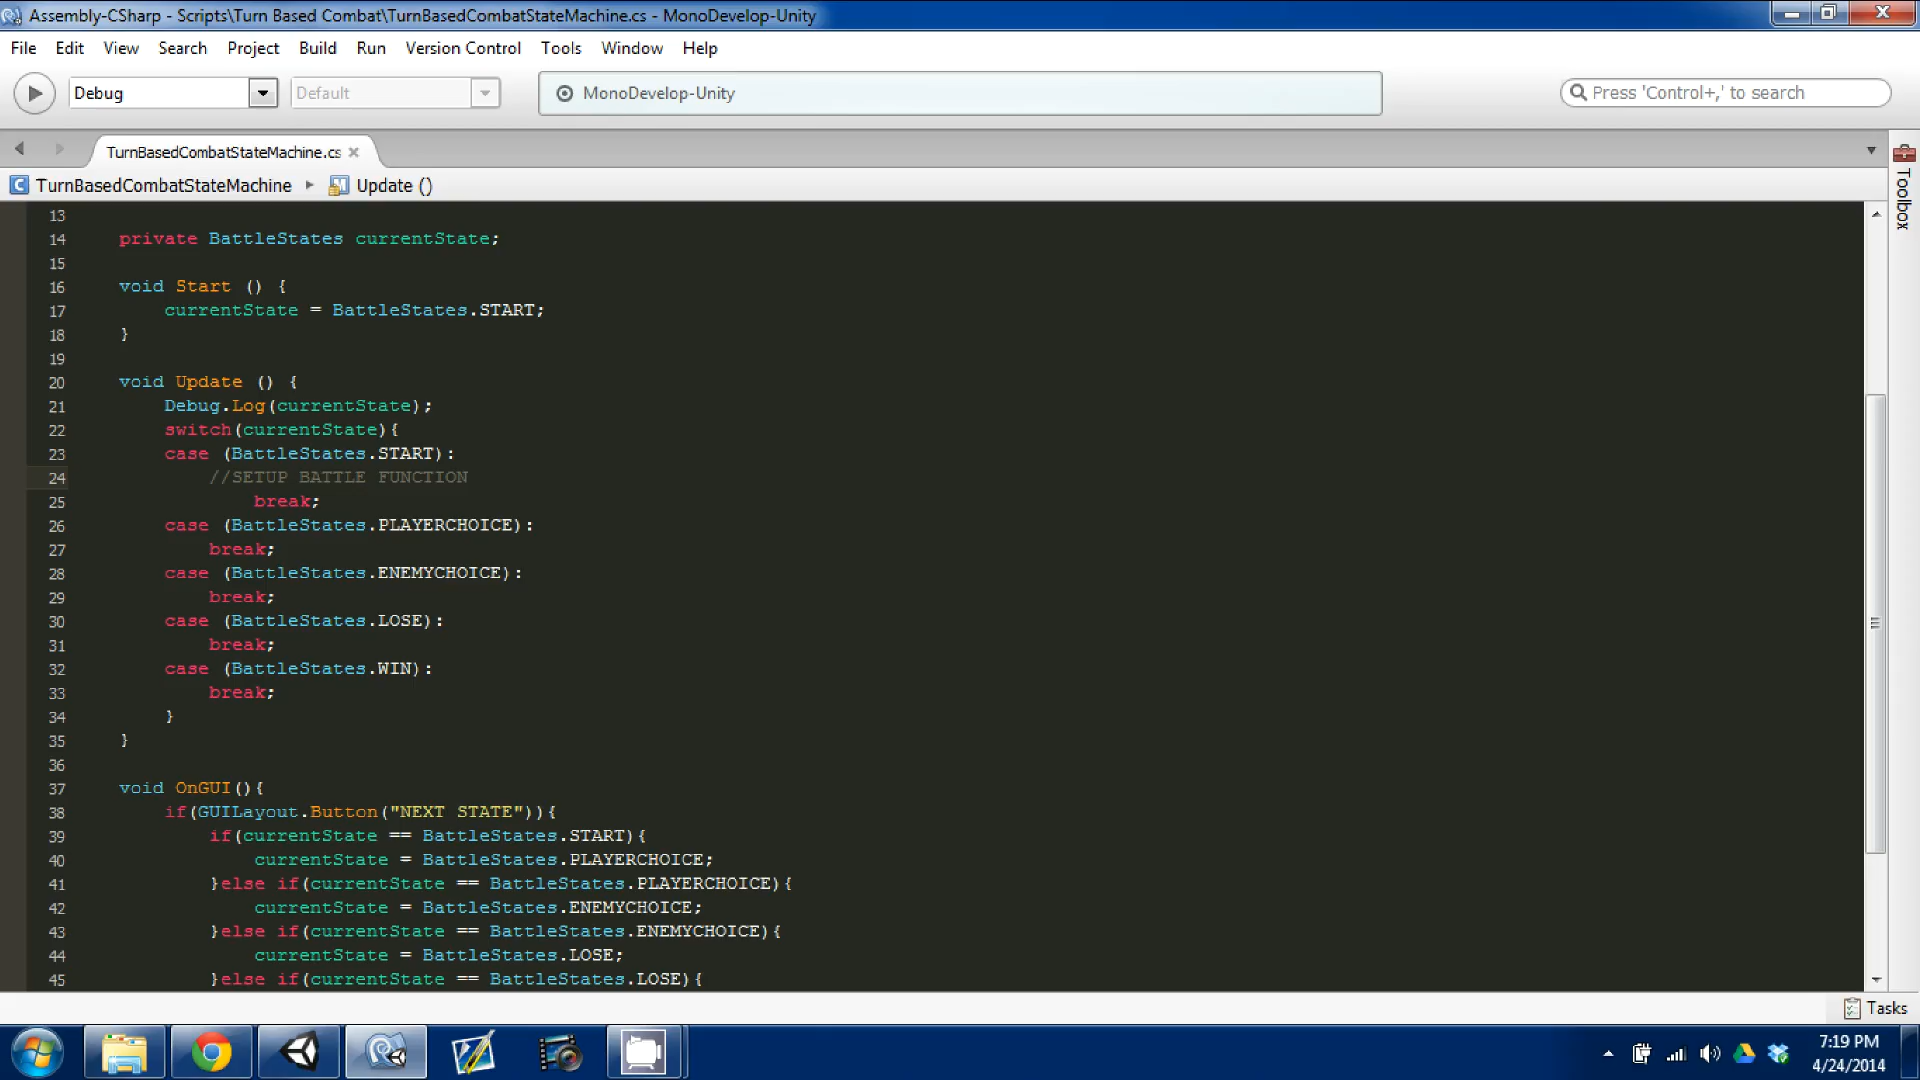 Assembly-CSharp - Scripts\Turn Based Combat\TurnBasedCombatStateMachine.cs - MonoDevelop-Unity
File Edit View Search Project Build Run Version Control Tools Window Help
Debug Default MonoDevelop-Unity Press 'Control+,' to search
TurnBasedCombatStateMachine.cs
TurnBasedCombatStateMachine Update ()
Toolbox
13
14 private BattleStates currentState;
15
16 void Start () {
17 currentState = BattleStates.START;
18 }
19
20 void Update () {
21 Debug.Log(currentState);
22 switch(currentState){
23 case (BattleStates.START):
24 //SETUP BATTLE FUNCTION
25 break;
26 case (BattleStates.PLAYERCHOICE):
27 break;
28 case (BattleStates.ENEMYCHOICE):
29 break;
30 case (BattleStates.LOSE):
31 break;
32 case (BattleStates.WIN):
33 break;
34 }
35 }
36
37 void OnGUI(){
38 if(GUILayout.Button("NEXT STATE")){
39 if(currentState == BattleStates.START){
40 currentState = BattleStates.PLAYERCHOICE;
41 }else if(currentState == BattleStates.PLAYERCHOICE){
42 currentState = BattleStates.ENEMYCHOICE;
43 }else if(currentState == BattleStates.ENEMYCHOICE){
44 currentState = BattleStates.LOSE;
45 }else if(currentState == BattleStates.LOSE){
Tasks
7:19 PM
4/24/2014